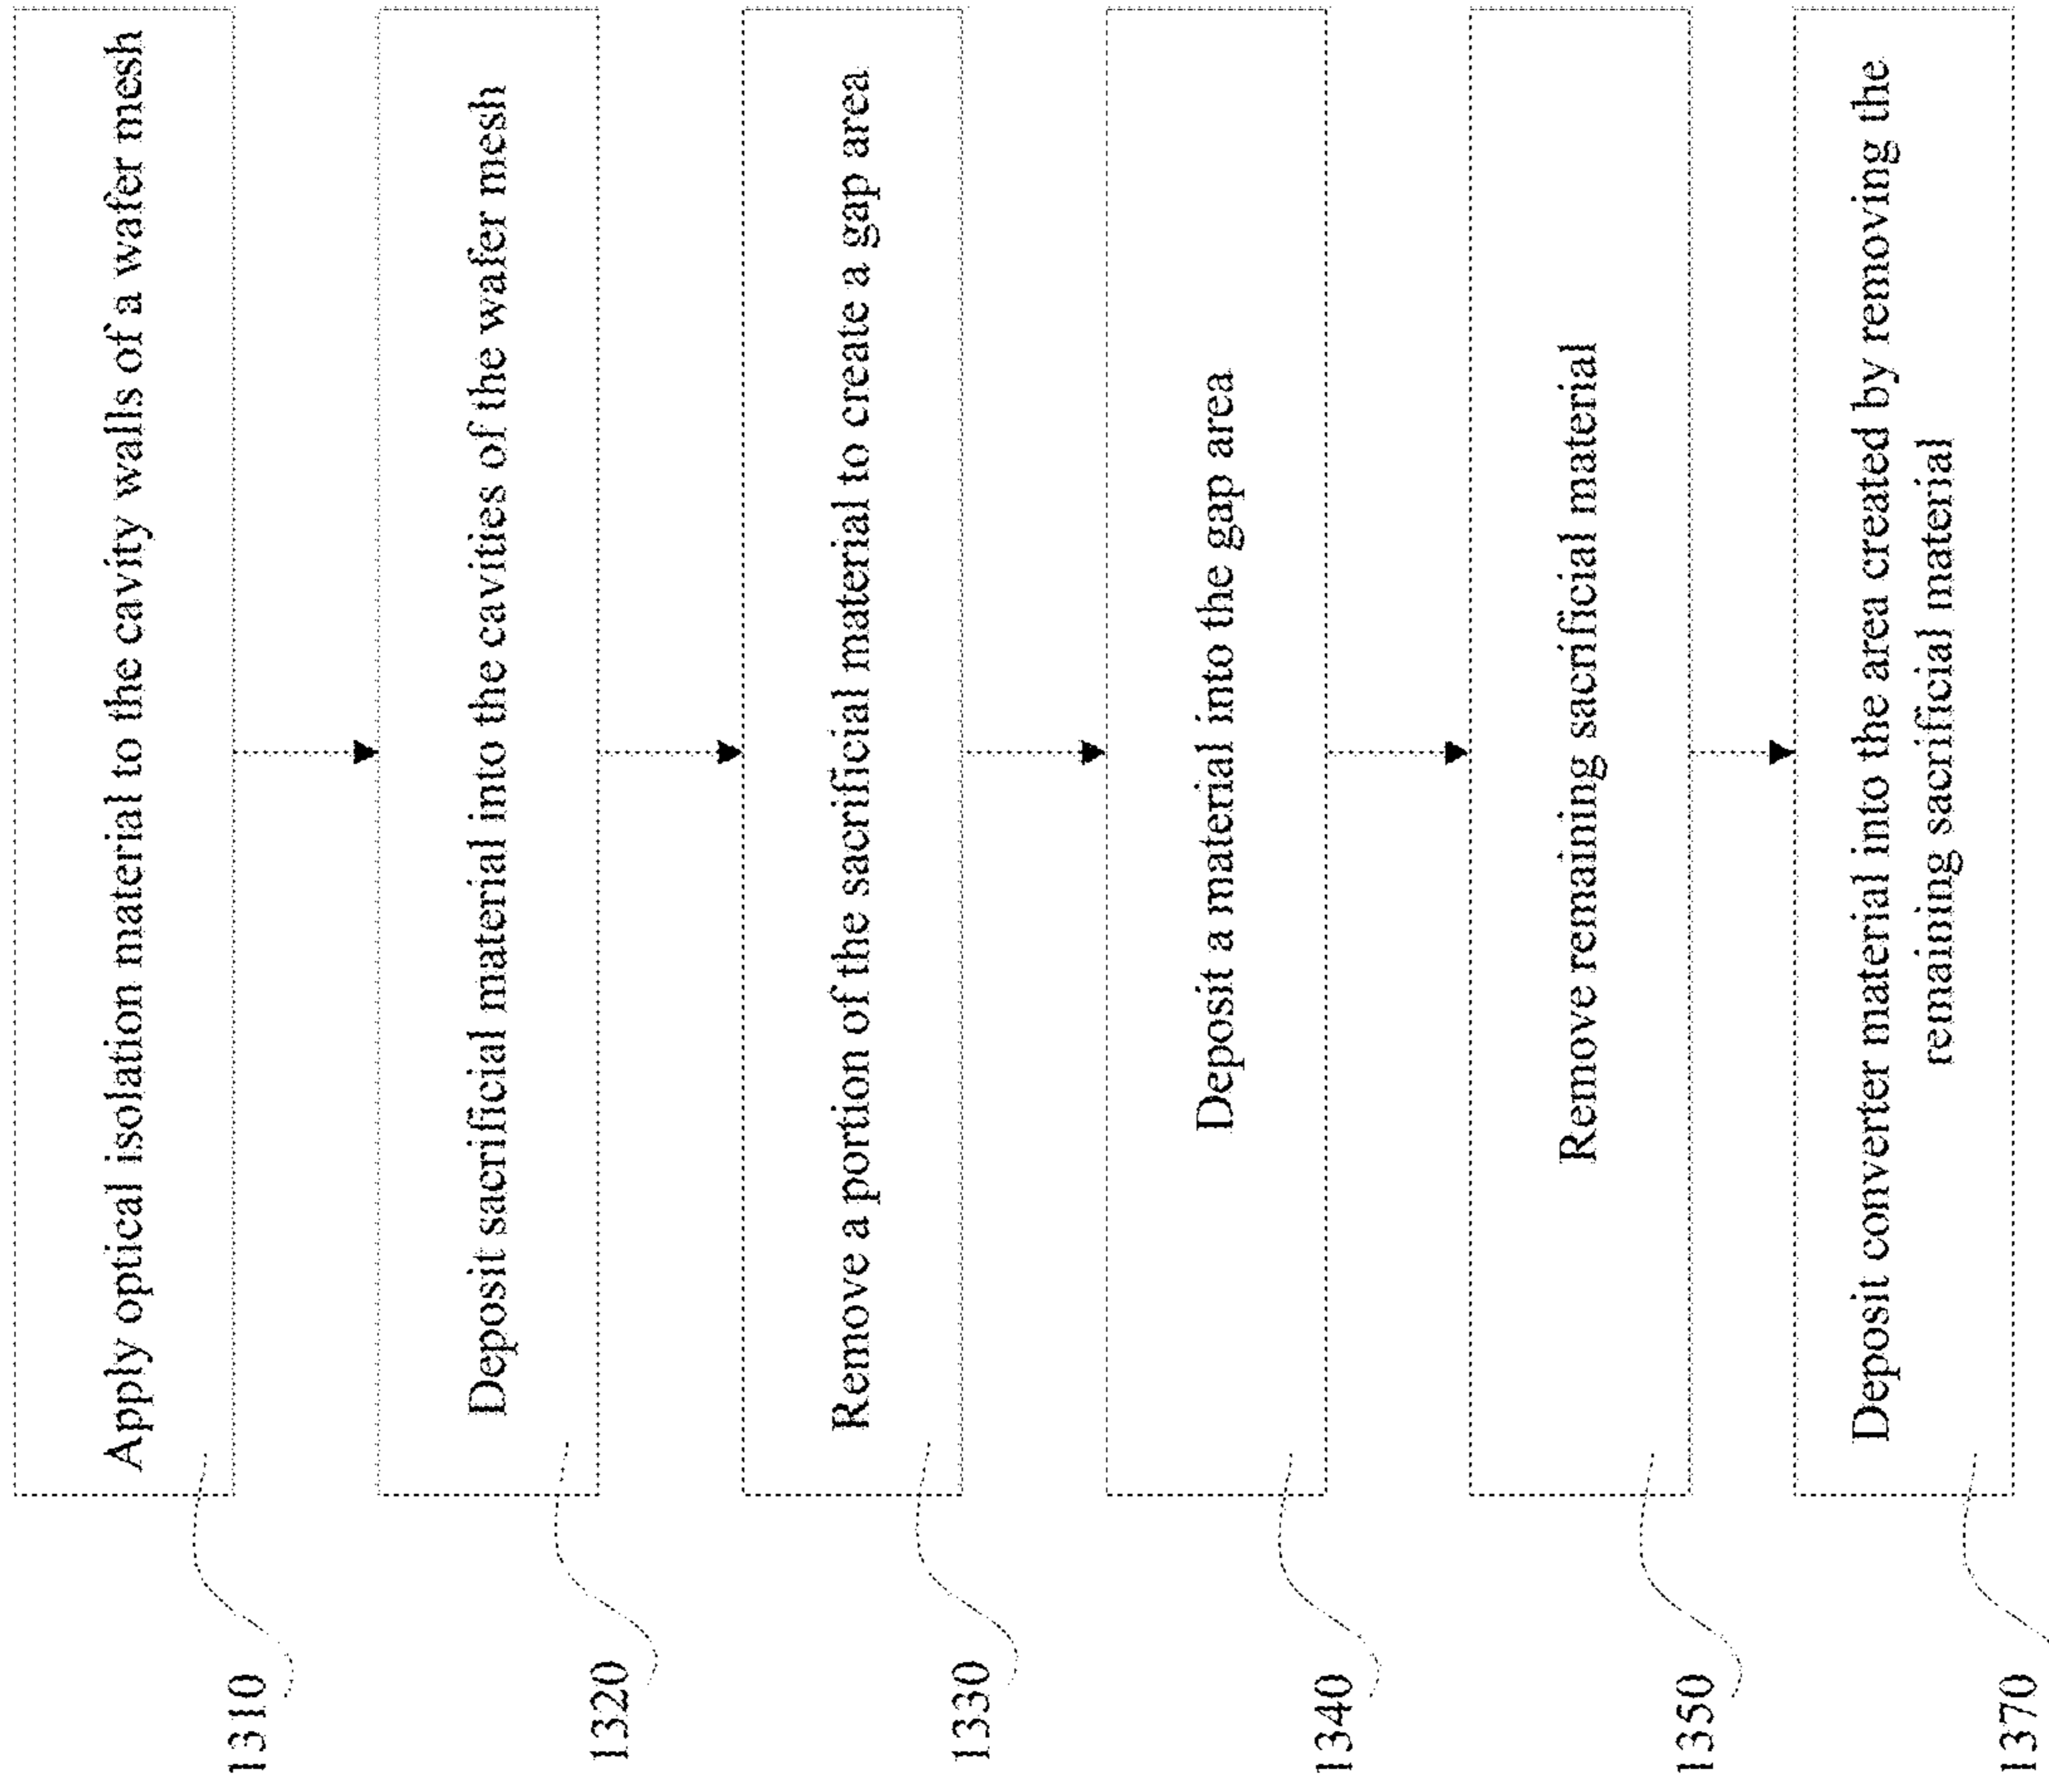 1310
Apply optical isolation material to the cavity walls of a wafer mesh
1320
Deposit sacrificial material into the cavities of the wafer mesh
1330
Remove a portion of the sacrificial material to create a gap area
1340
Deposit a material into the gap area
1350
Remove remaining sacrificial material
1370
Deposit converter material into the area created by removing the
remaining sacrificial material